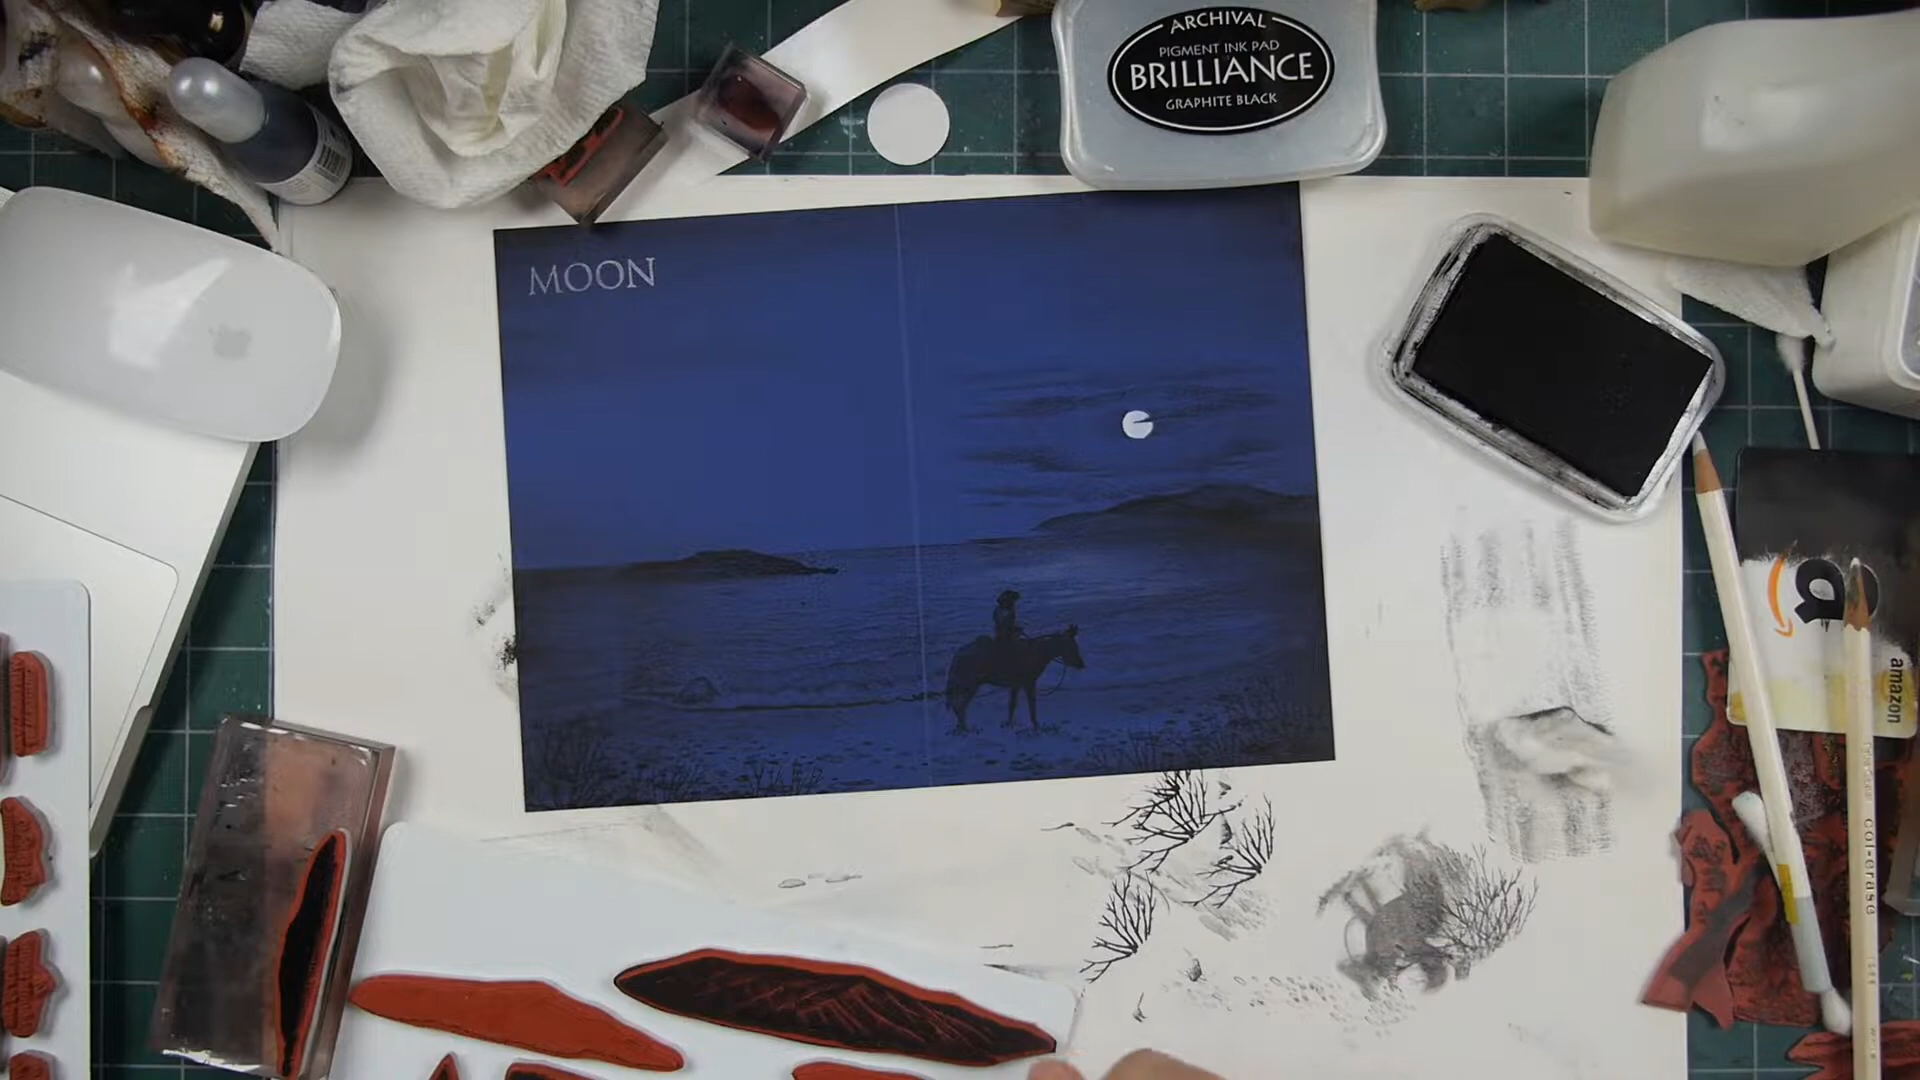 ARCHIVAL
PIGMENT INK PAD
BRILLIANCE
GRAPHITE BLACK
MOON
a
amazon
col-erase